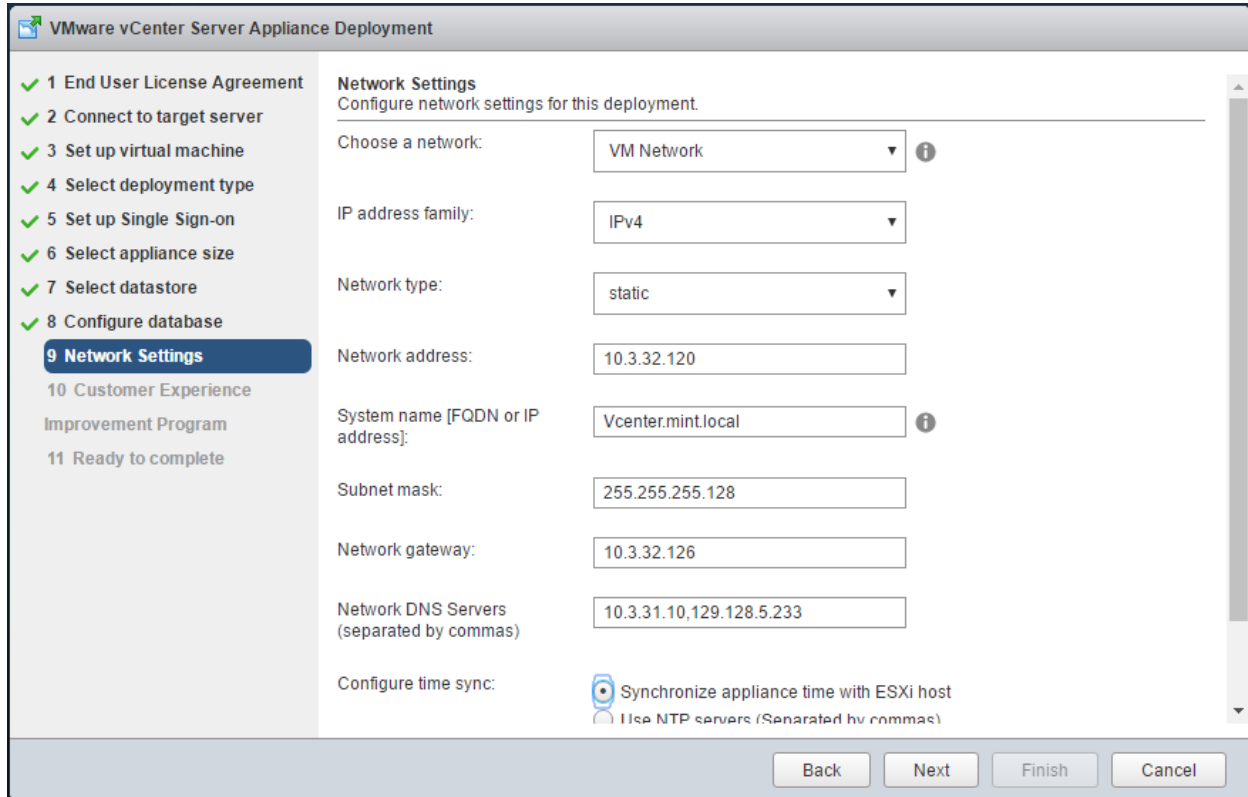 VMware vCenter Server Appliance Deployment
1 End User License Agreement
2 Connect to target server
3 Set up virtual machine
4 Select deployment type
5 Set up Single Sign-on
6 Select appliance size
7 Select datastore
8 Configure database
9 Network Settings
10 Customer Experience
Improvement Program
11 Ready to complete
Network Settings
Configure network settings for this deployment.
Choose a network:
VM Network
IP address family:
IPv4
Network type:
static
Network address:
10.3.32.120
System name [FQDN or IP
address]:
Vcenter.mint.local
Subnet mask:
255.255.255.128
Network gateway:
10.3.32.126
Network DNS Servers
(separated by commas)
10.3.31.10,129.128.5.233
Configure time sync:
Synchronize appliance time with ESXi host
Use NTP servers (Separated by commas)
Back
Next
Finish
Cancel